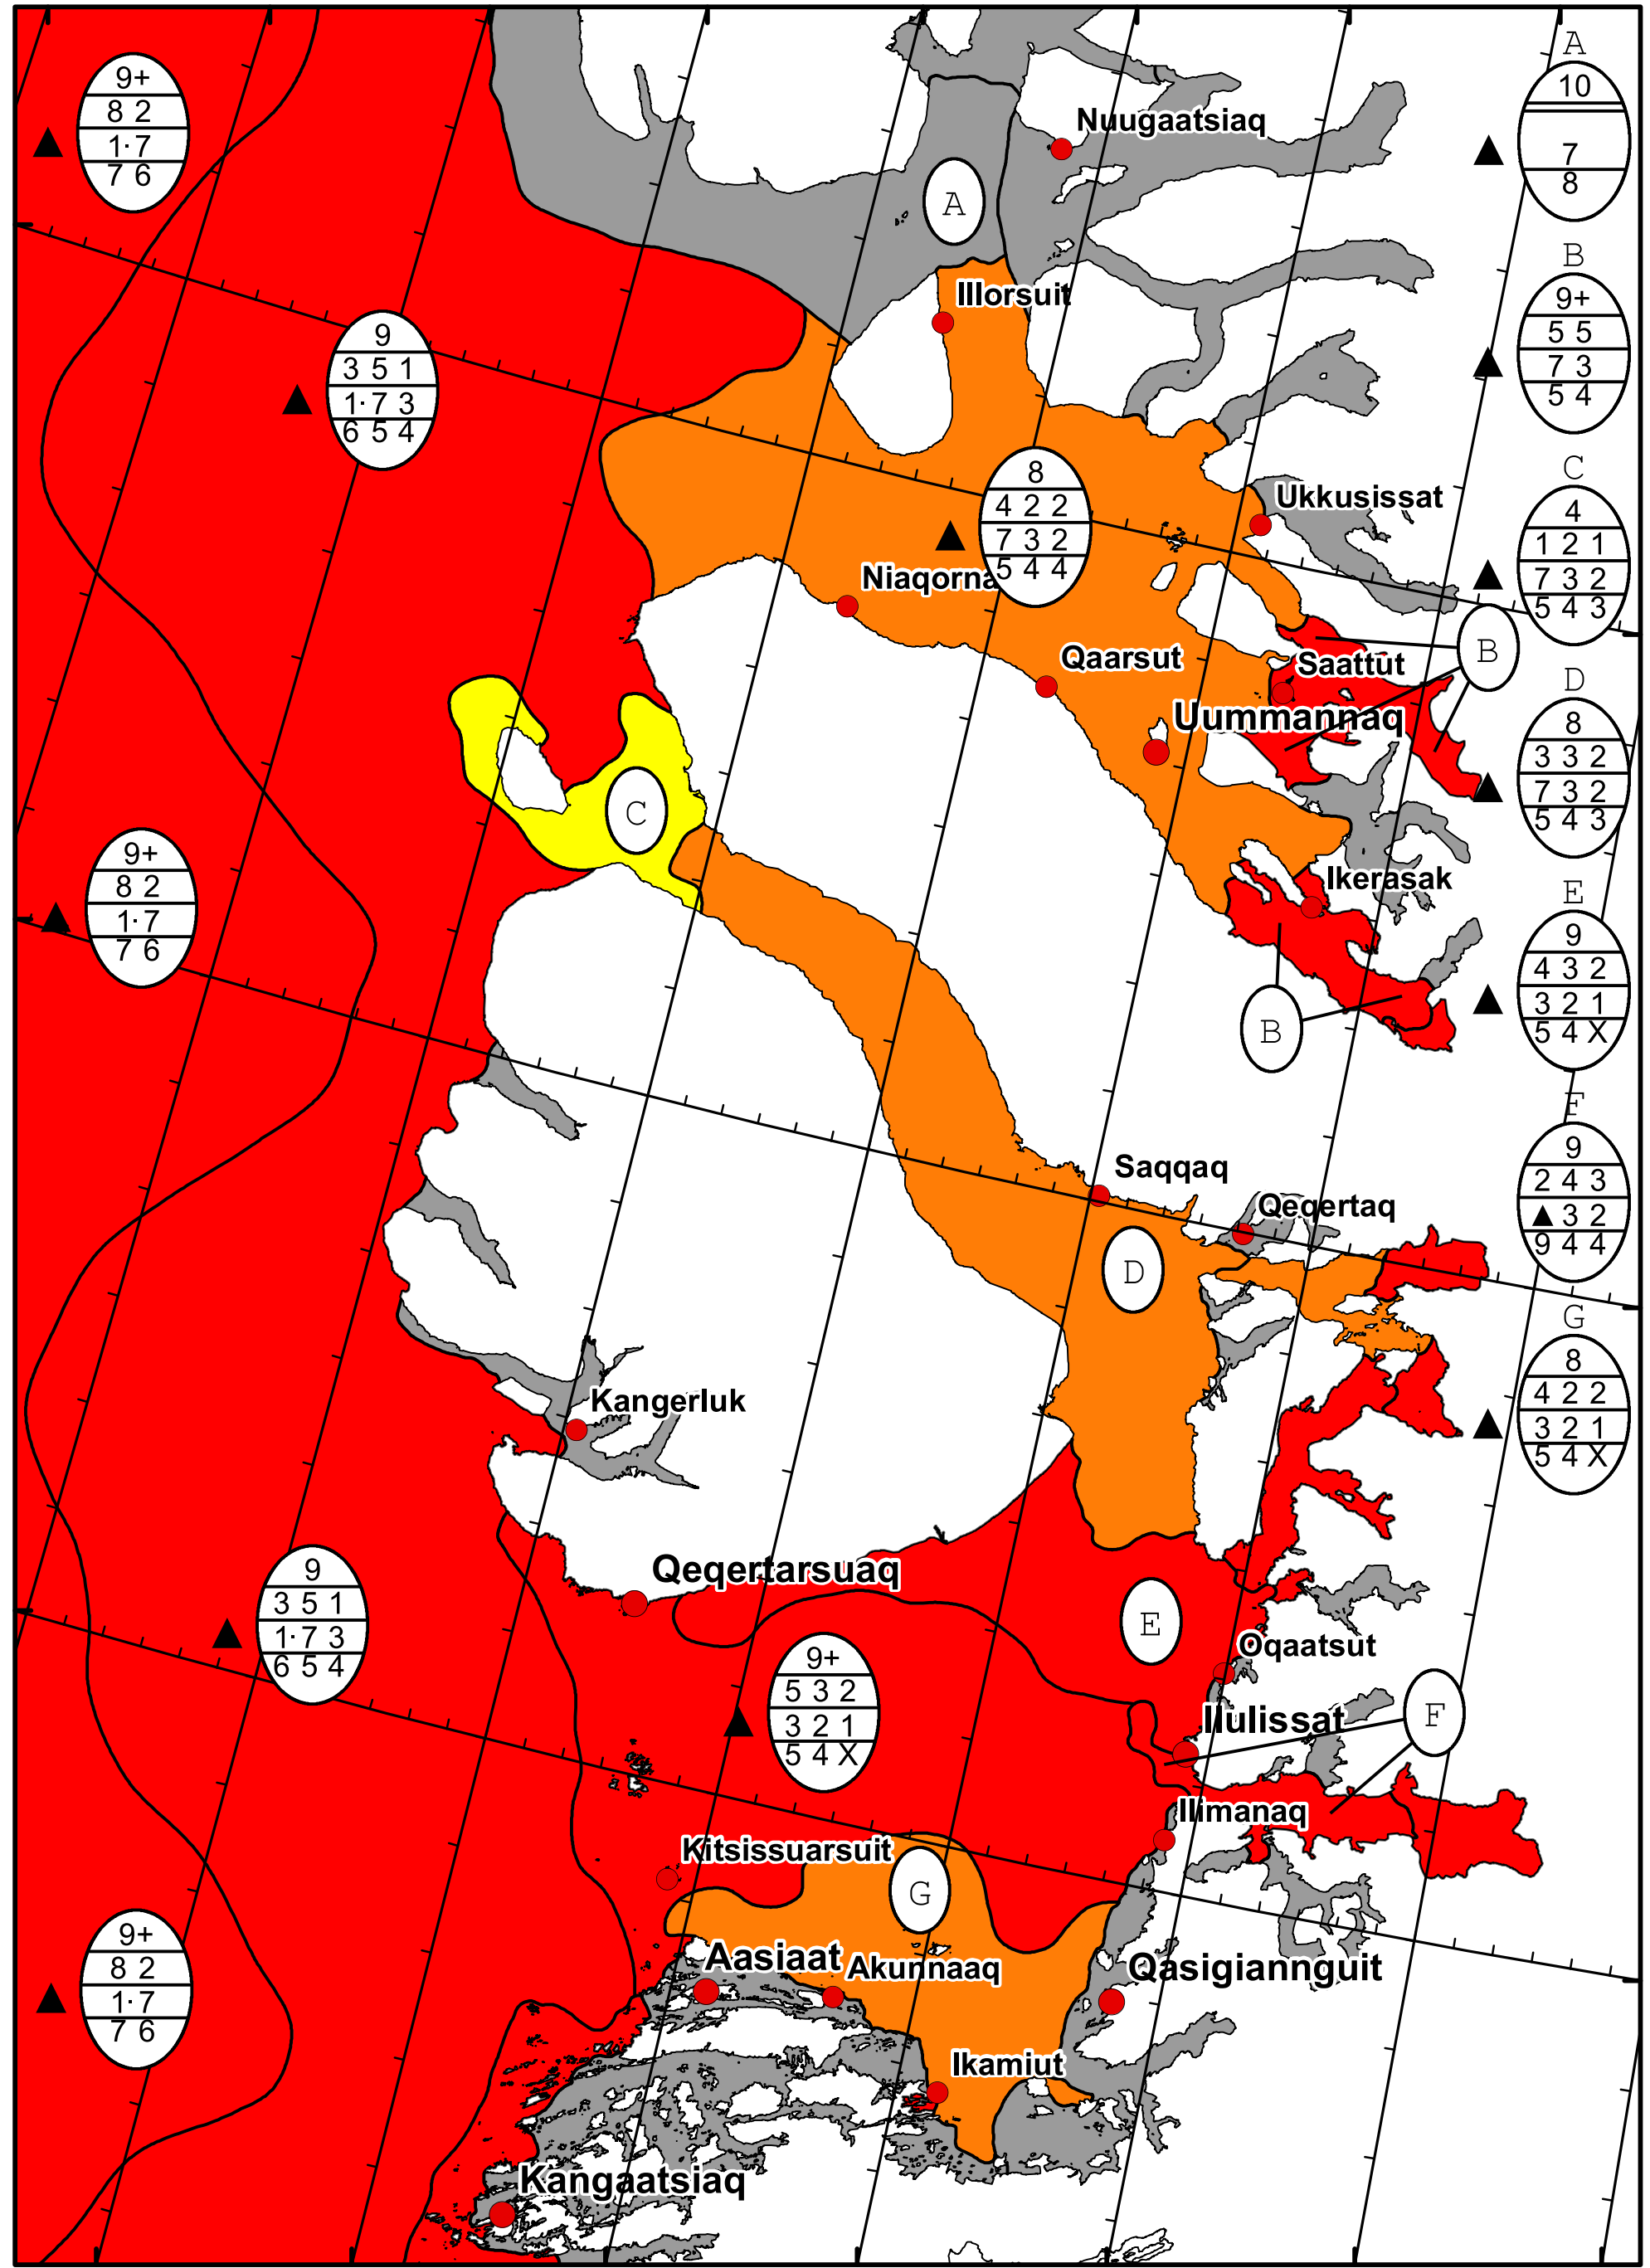 9+
8 2
1· 7
7 6
9
3 5 1
1· 7 3
6 5 4
A
Nuugaatsiaq
Illorsuit
8
4 2 2
7 3 2
5 4 4
Ukkusissat
Niaqorna
Qaarsut
Saattut
B
Uummannaq
C
Ikerasak
B
9+
8 2
1· 7
7 6
Saqqaq
Qeqertaq
D
Kangerluk
Qeqertarsuaq
E
Oqaatsut
9
3 5 1
1· 7 3
6 5 4
9+
5 3 2
3 2 1
5 4 X
Ilulissat
F
Ilimanaq
Kitsissuarsuit
G
Aasiaat
Akunnaaq
Qasigiannguit
9+
8 2
1· 7
7 6
Ikamiut
Kangaatsiaq
A
10
7
8
B
9+
5 5
7 3
5 4
C
4
1 2 1
7 3 2
5 4 3
D
8
3 3 2
7 3 2
5 4 3
E
9
4 3 2
3 2 1
5 4 X
F
9
2 4 3
▲ 3 2
9 4 4
G
8
4 2 2
3 2 1
5 4 X